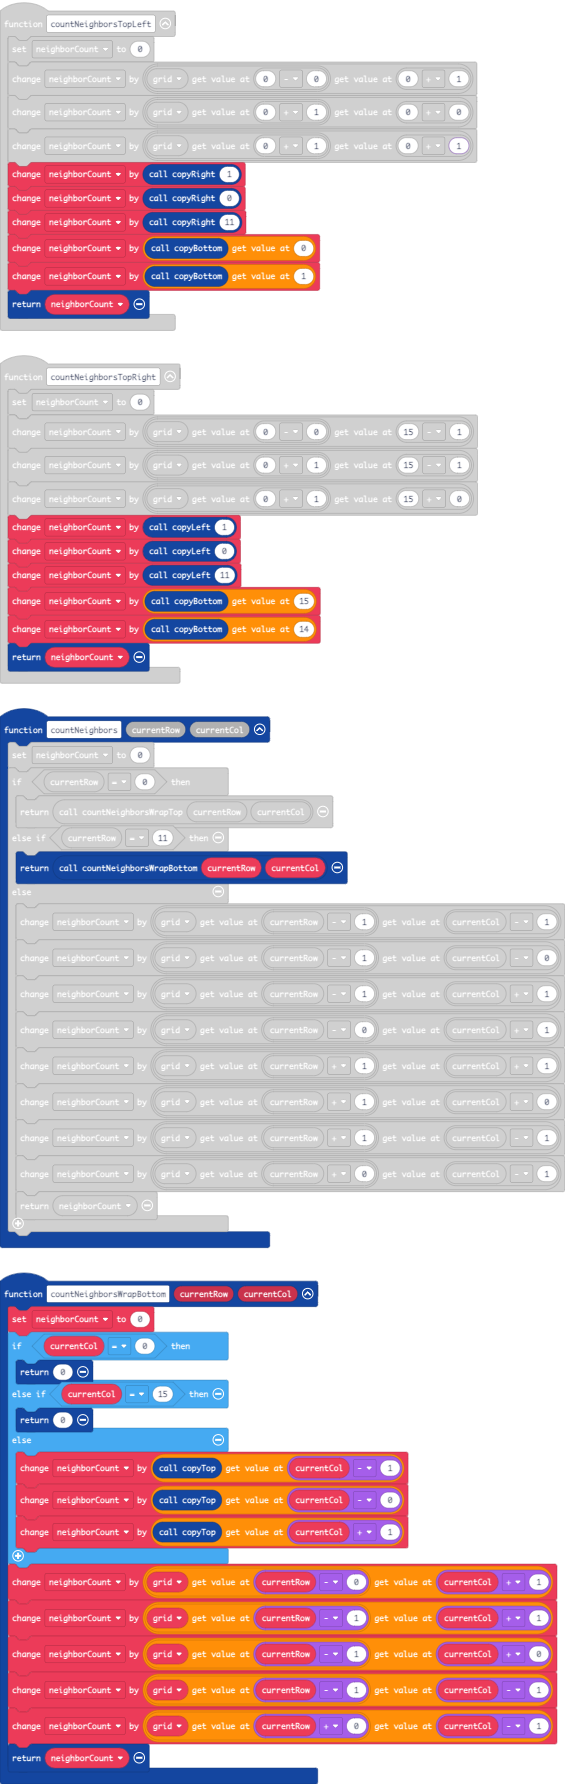 function countNeighborsTopLeft
set neighborCount to 0
change neighborCount by grid get value at 0 - 0 get value at 0 + 1
change neighborCount by grid get value at 0 + 1 get value at 0 + 0
change neighborCount by grid get value at 0 + 1 get value at 0 + 1
change neighborCount by call copyRight 1
change neighborCount by call copyRight 0
change neighborCount by call copyRight 11
change neighborCount by call copyBottom get value at 0
change neighborCount by call copyBottom get value at 1
return neighborCount
function countNeighborsTopRight
set neighborCount to 0
change neighborCount by grid get value at 0 - 0 get value at 15 - 1
change neighborCount by grid get value at 0 + 1 get value at 15 - 1
change neighborCount by grid get value at 0 + 1 get value at 15 + 0
change neighborCount by call copyLeft 1
change neighborCount by call copyLeft 0
change neighborCount by call copyLeft 11
change neighborCount by call copyBottom get value at 15
change neighborCount by call copyBottom get value at 14
return neighborCount
function countNeighbors currentRow currentCol
set neighborCount to 0
if currentRow = 0 then
return call countNeighborsWrapTop currentRow currentCol
else if currentRow = 11 then
return call countNeighborsWrapBottom currentRow currentCol
else
change neighborCount by grid get value at currentRow - 1 get value at currentCol - 1
change neighborCount by grid get value at currentRow - 1 get value at currentCol - 0
change neighborCount by grid get value at currentRow - 1 get value at currentCol + 1
change neighborCount by grid get value at currentRow - 0 get value at currentCol + 1
change neighborCount by grid get value at currentRow + 1 get value at currentCol + 1
change neighborCount by grid get value at currentRow + 1 get value at currentCol + 0
change neighborCount by grid get value at currentRow + 1 get value at currentCol - 1
change neighborCount by grid get value at currentRow + 0 get value at currentCol - 1
return neighborCount
function countNeighborsWrapBottom currentRow currentCol
set neighborCount to 0
if currentCol = 0 then
return 0
else if currentCol = 15 then
return 0
else
change neighborCount by call copyTop get value at currentCol - 1
change neighborCount by call copyTop get value at currentCol - 0
change neighborCount by call copyTop get value at currentCol + 1
change neighborCount by grid get value at currentRow - 0 get value at currentCol + 1
change neighborCount by grid get value at currentRow - 1 get value at currentCol + 1
change neighborCount by grid get value at currentRow - 1 get value at currentCol + 0
change neighborCount by grid get value at currentRow - 1 get value at currentCol - 1
change neighborCount by grid get value at currentRow + 0 get value at currentCol - 1
return neighborCount